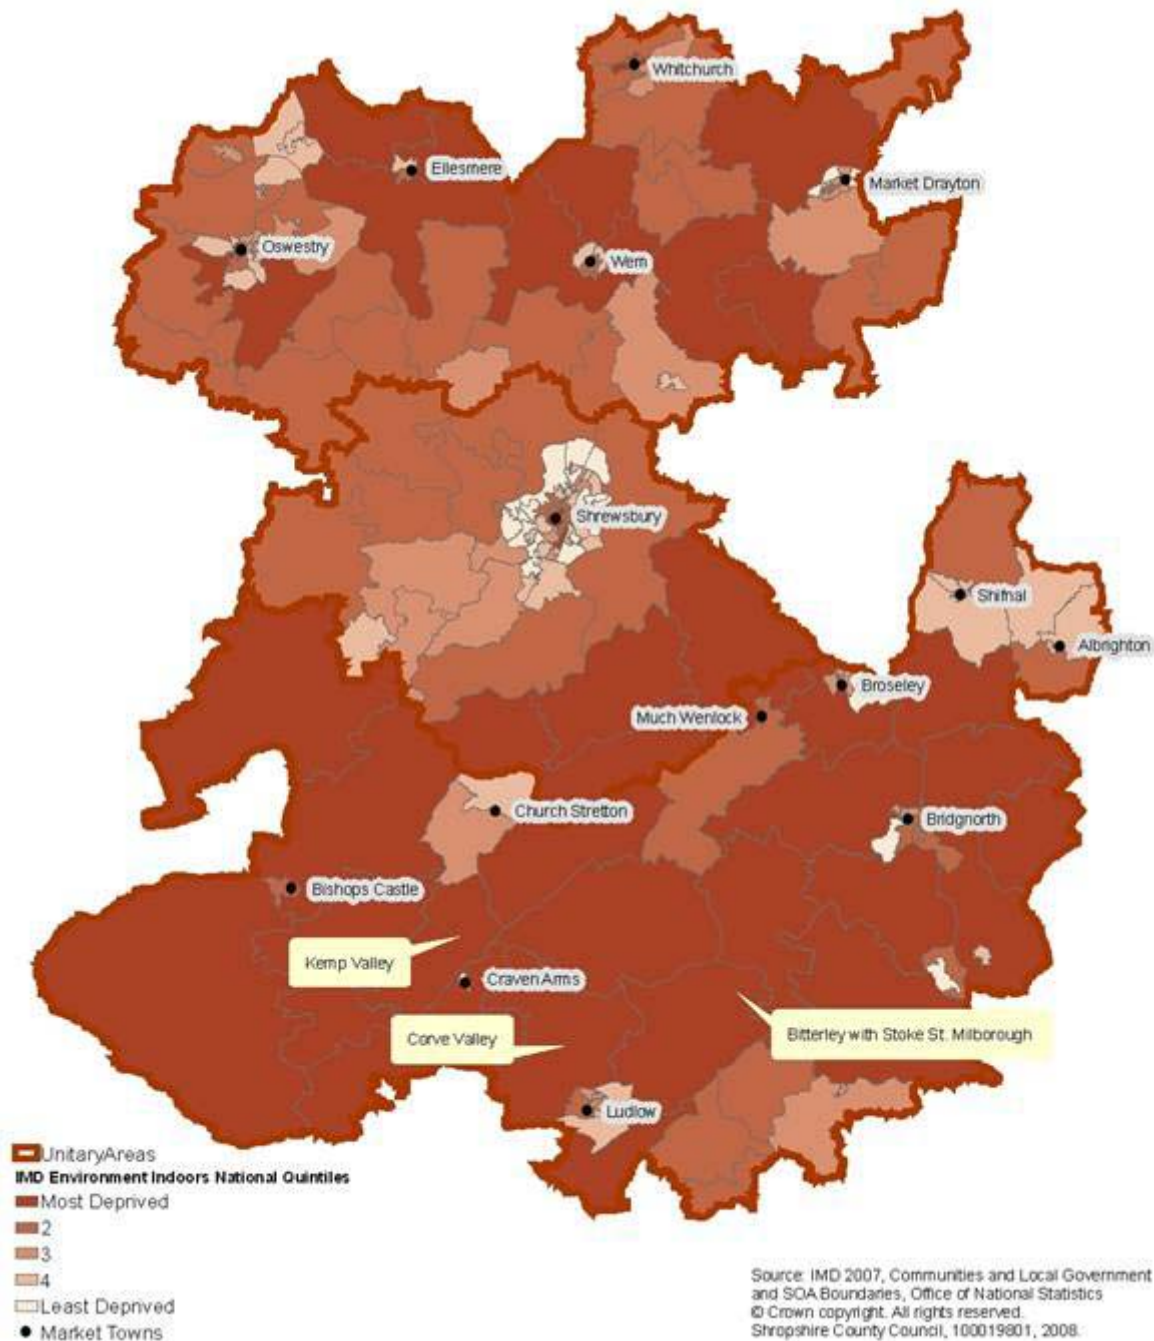 Whitchurch
Ellesmere
Market Drayton
Oswestry
Wem
Shrewsbury
Shifnal
Albrighton
Broseley
Much Wenlock
Church Stretton
Bridgnorth
Bishops Castle
Kemp Valley
Craven Arms
Corve Valley
Bitterley with Stoke St. Milborough
Ludlow
UnitaryAreas
IMD Environment Indoors National Quintiles
Most Deprived
2
3
4
Least Deprived
Market Towns
Source: IMD 2007, Communities and Local Government
and SOA Boundaries, Office of National Statistics
© Crown copyright. All rights reserved.
Shropshire County Council, 100019801, 2008.